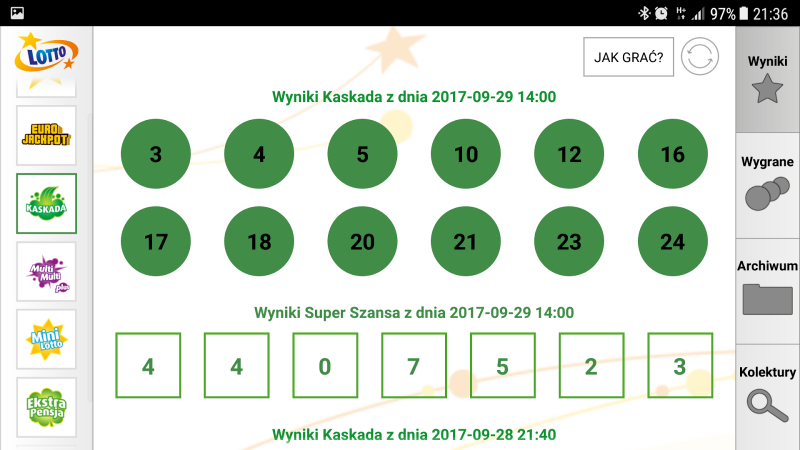 H+ 97% 21:36
LOTTO
EURO
JACKPOT
KASKADA
Multi
Multi
plus
Mini
Lotto
Ekstra
Pensja
JAK GRAĆ?
Wyniki Kaskada z dnia 2017-09-29 14:00
3 4 5 10 12 16
17 18 20 21 23 24
Wyniki Super Szansa z dnia 2017-09-29 14:00
4 4 0 7 5 2 3
Wyniki Kaskada z dnia 2017-09-28 21:40
Wyniki
Wygrane
Archiwum
Kolektury